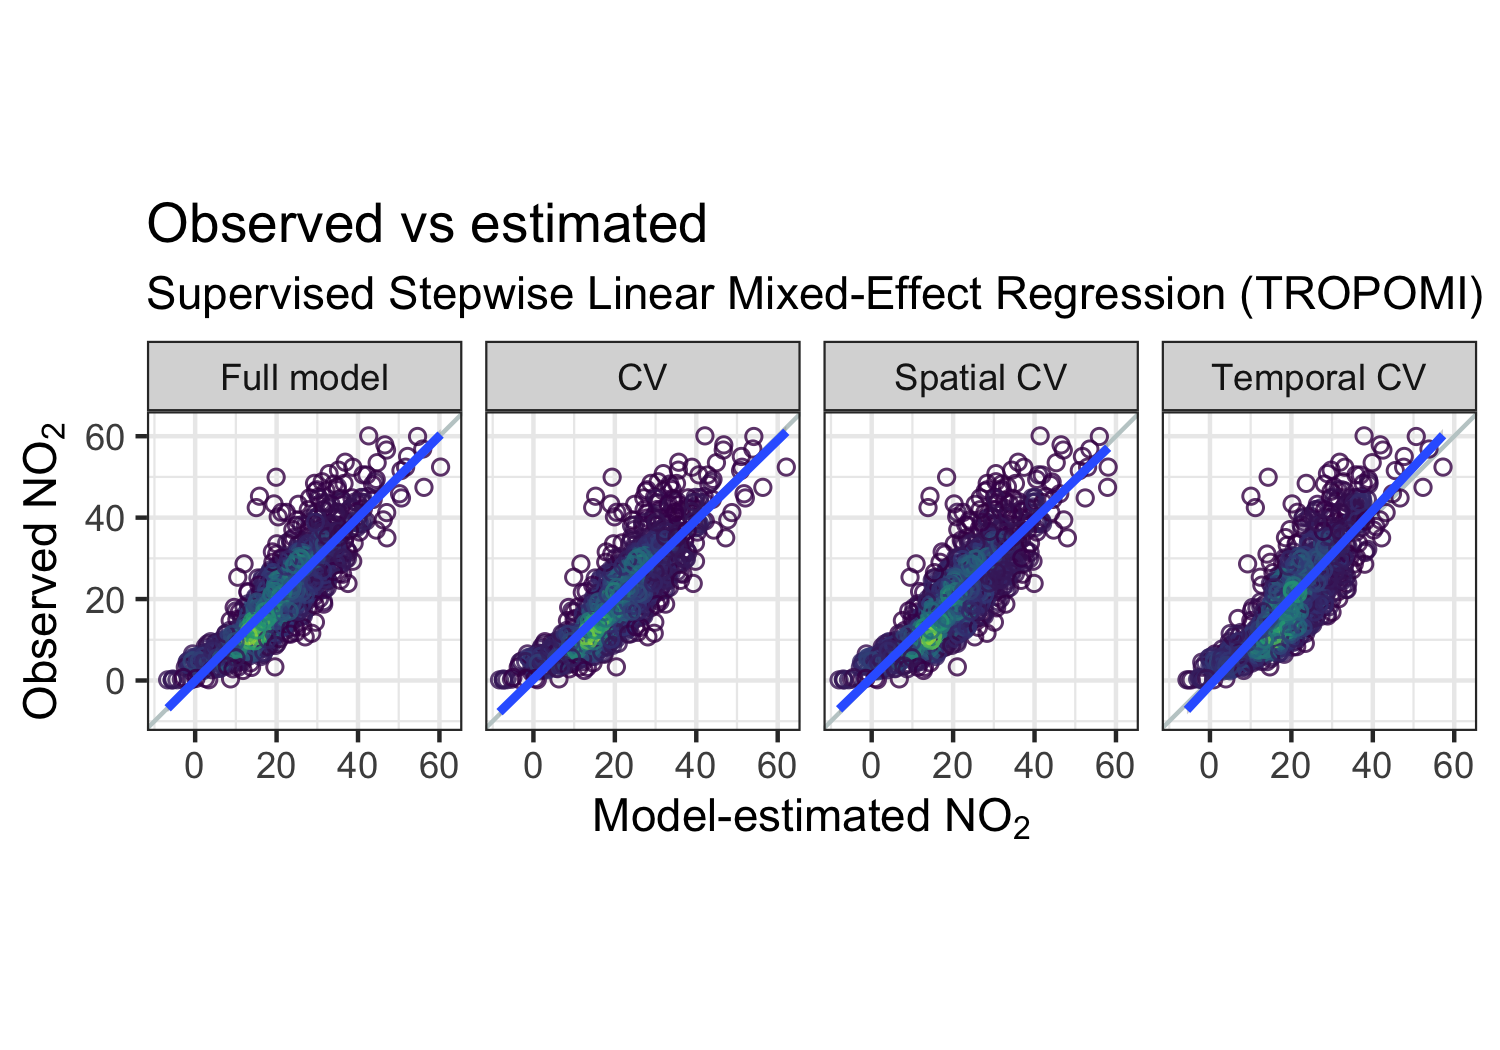 Observed vs estimated
Supervised Stepwise Linear Mixed-Effect Regression (TROPOMI)
Full model CV Spatial CV Temporal CV
Observed NO₂
60
40
20
0
0 20 40 60 0 20 40 60 0 20 40 60 0 20 40 60
Model-estimated NO₂